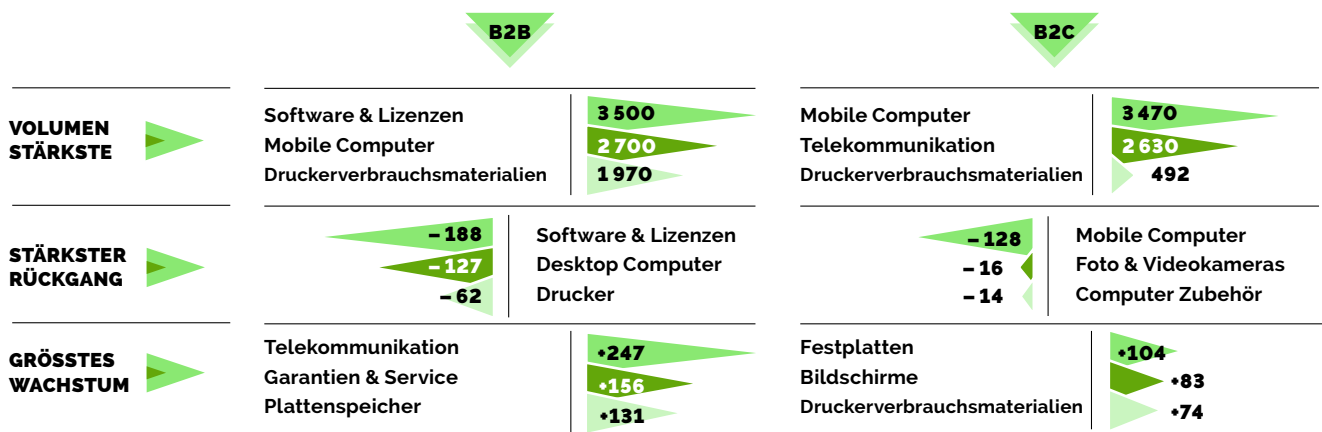 B2B
B2C
VOLUMEN
STÄRKSTE
Software & Lizenzen 3 500
Mobile Computer 2 700
Druckerverbrauchsmaterialien 1 970
Mobile Computer 3 470
Telekommunikation 2 630
Druckerverbrauchsmaterialien 492
STÄRKSTER
RÜCKGANG
– 188 Software & Lizenzen
– 127 Desktop Computer
– 62 Drucker
– 128 Mobile Computer
– 16 Foto & Videokameras
– 14 Computer Zubehör
GRÖSSTES
WACHSTUM
Telekommunikation +247
Garantien & Service +156
Plattenspeicher +131
Festplatten +104
Bildschirme +83
Druckerverbrauchsmaterialien +74